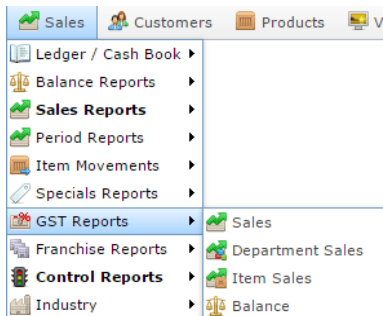 Sales Customers Products
Ledger / Cash Book
Balance Reports
Sales Reports
Period Reports
Item Movements
Specials Reports
GST Reports
Sales
Franchise Reports
Department Sales
Control Reports
Item Sales
Industry
Balance